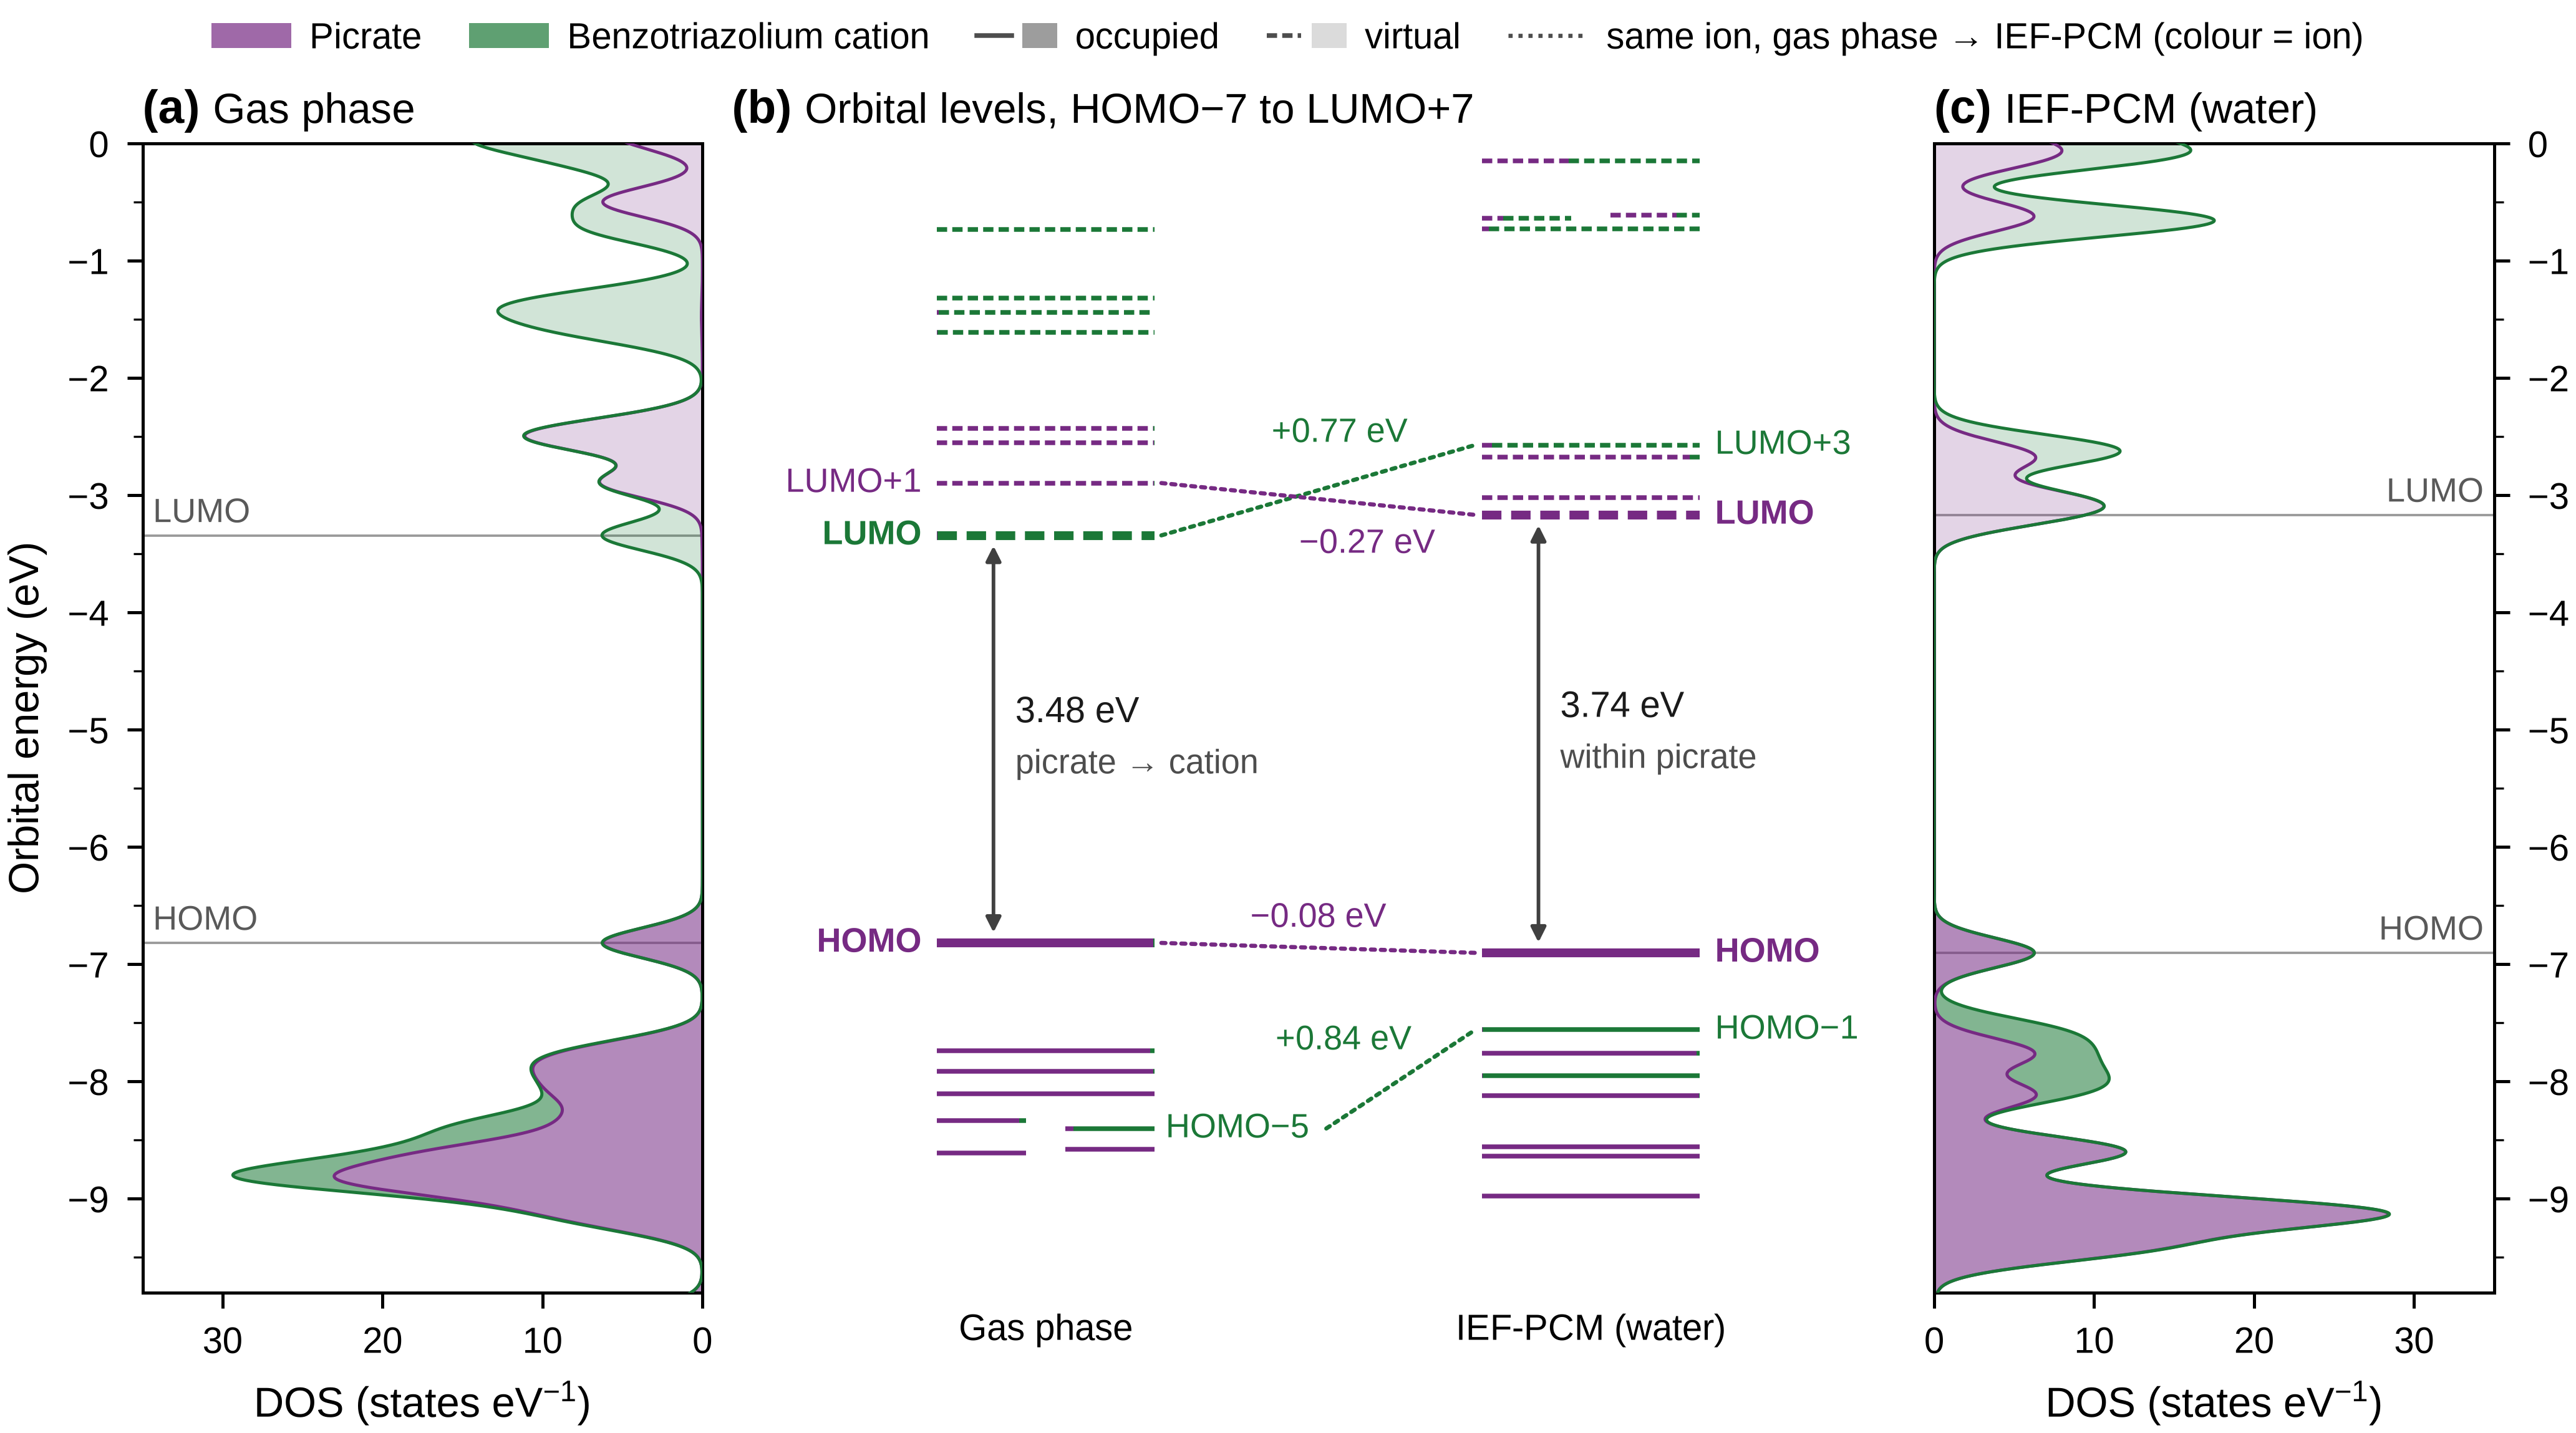 Picrate
Benzotriazolium cation
occupied
virtual
same ion, gas phase → IEF-PCM (colour = ion)
(a) Gas phase
(b) Orbital levels, HOMO−7 to LUMO+7
(c) IEF-PCM (water)
Orbital energy (eV)
0
−1
−2
−3
−4
−5
−6
−7
−8
−9
LUMO
HOMO
30
20
10
0
DOS (states eV⁻¹)
+0.77 eV
LUMO+3
LUMO+1
LUMO
LUMO
−0.27 eV
3.48 eV
picrate → cation
3.74 eV
within picrate
−0.08 eV
HOMO
HOMO
+0.84 eV
HOMO−1
HOMO−5
Gas phase
IEF-PCM (water)
LUMO
HOMO
0
−1
−2
−3
−4
−5
−6
−7
−8
−9
0
10
20
30
DOS (states eV⁻¹)